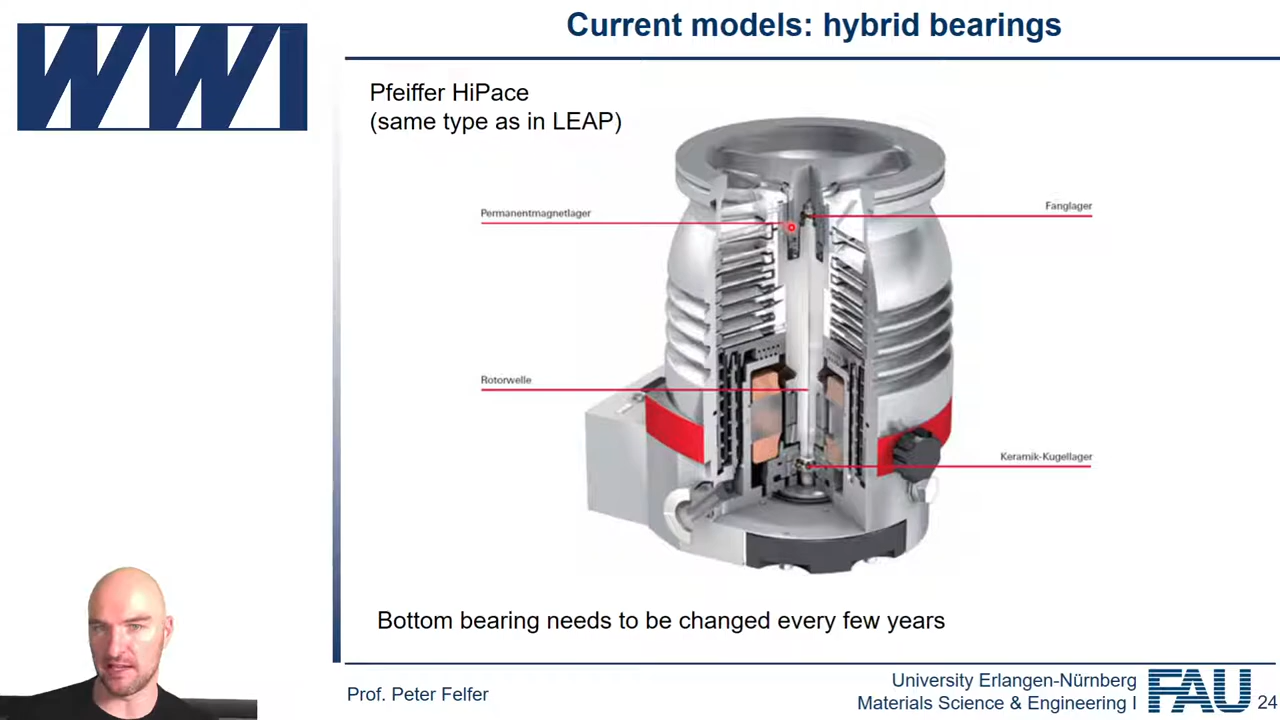 WWI
Current models: hybrid bearings
Pfeiffer HiPace
(same type as in LEAP)
Permanentmagnetlager
Fanglager
Rotorwelle
Keramik-Kugellager
Bottom bearing needs to be changed every few years
Prof. Peter Felfer
University Erlangen-Nürnberg
Materials Science & Engineering I
FAU
24